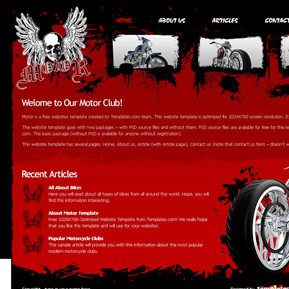 HOME ABOUT US ARTICLES CONTACT
MOTOR
Welome to Our Motor Club!
Motor is a free websites template created by Templates.com team. The website template is optimized for 1024X768 screen resolution. It
The website template goes with two packages – with PSD source files and without them. PSD source files are available for free for the
com. The basic package (without PSD is available for anyone without registration).
The website template has several pages: Home, About us, Article (with Article page), Contact us (note that contact us form – doesn't
Recent Articles
All About Bikes
Here you will read about all types of bikes from all around the world. Hope, you will
find the information interesting.
About Motor Template
Free 1024X768 Optimized Website Template from Templates.com! We really hope
that you like this template and will use for your websites.
Popular Motorcycle Clubs
This sample article will provide you with the information about the most popular
modern motorcycle clubs.